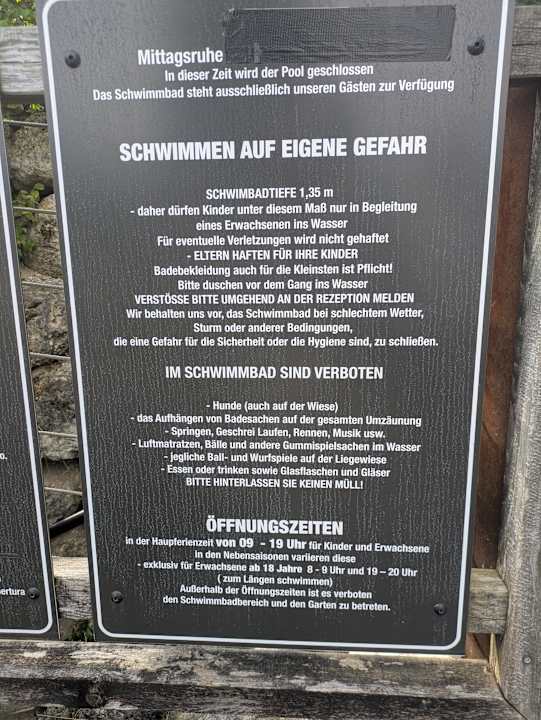 Mittagsruhe
In dieser Zeit wird der Pool geschlossen
Das Schwimmbad steht ausschließlich unseren Gästen zur Verfügung
SCHWIMMEN AUF EIGENE GEFAHR
SCHWIMBADTIEFE 1,35 m
- daher dürfen Kinder unter diesem Maß nur in Begleitung
eines Erwachsenen ins Wasser
Für eventuelle Verletzungen wird nicht gehaftet
- ELTERN HAFTEN FÜR IHRE KINDER
Badebekleidung auch für die Kleinsten ist Pflicht!
Bitte duschen vor dem Gang ins Wasser
VERSTÖSSE BITTE UMGEHEND AN DER REZEPTION MELDEN
Wir behalten uns vor, das Schwimmbad bei schlechtem Wetter,
Sturm oder anderer Bedingungen,
die eine Gefahr für die Sicherheit oder die Hygiene sind, zu schließen.
IM SCHWIMMBAD SIND VERBOTEN
- Hunde (auch auf der Wiese)
- das Aufhängen von Badesachen auf der gesamten Umzäunung
- Springen, Geschrei Laufen, Rennen, Musik usw.
- Luftmatratzen, Bälle und andere Gummispielsachen im Wasser
- jegliche Ball- und Wurfspiele auf der Liegewiese
- Essen oder trinken sowie Glasflaschen und Gläser
BITTE HINTERLASSEN SIE KEINEN MÜLL!
ÖFFNUNGSZEITEN
in der Haupferienzeit von 09 - 19 Uhr für Kinder und Erwachsene
in den Nebensaisonen variieren diese
- exklusiv für Erwachsene ab 18 Jahre 8 - 9 Uhr und 19 – 20 Uhr
( zum Längen schwimmen)
Außerhalb der Öffnungszeiten ist es verboten
den Schwimmbadbereich und den Garten zu betreten.